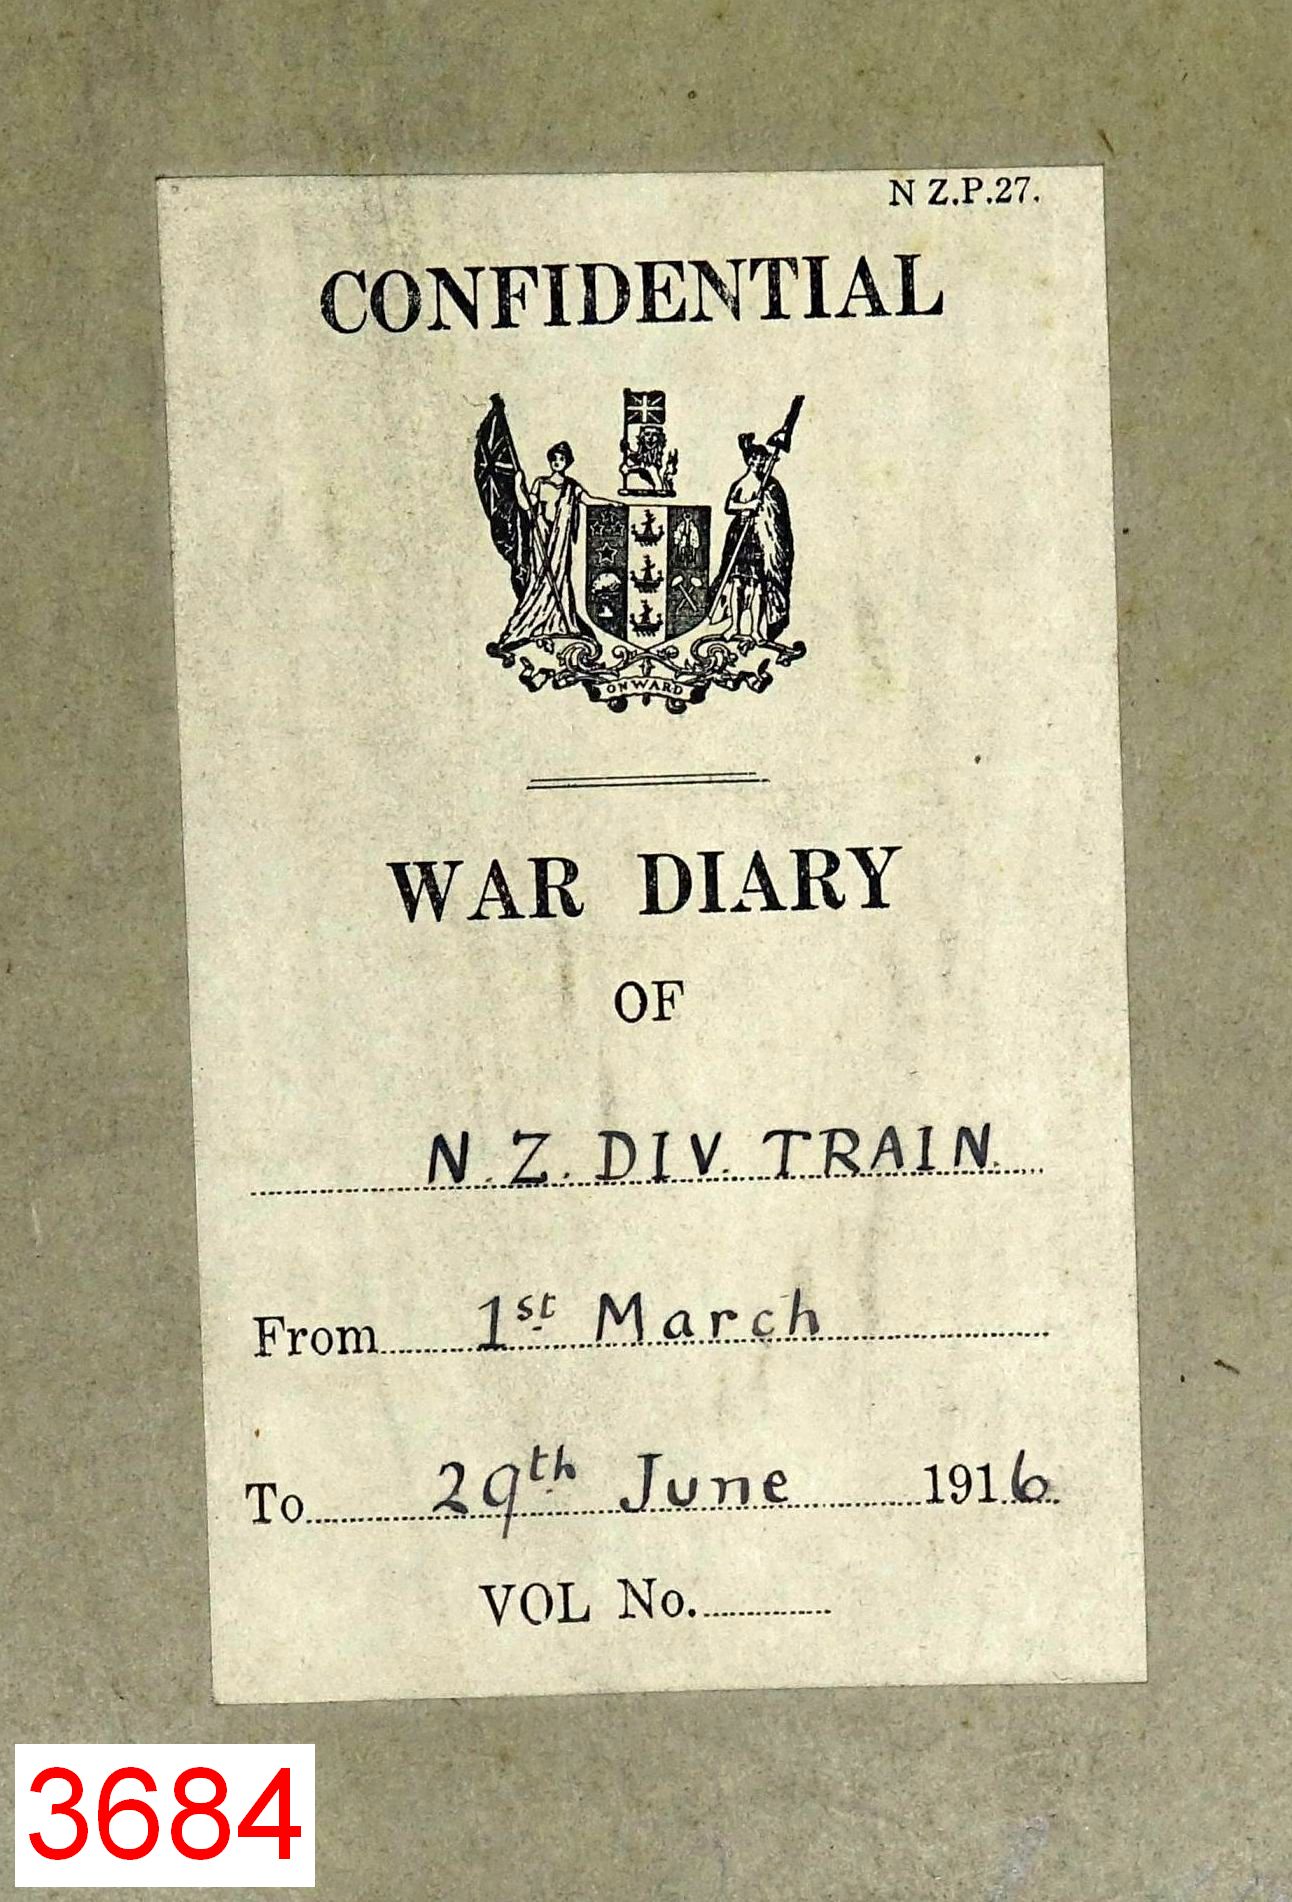 N Z.P.27.
CONFIDENTIAL
ONWARD
WAR DIARY
OF
N.Z. DIV. TRAIN.
From 1st March
To 29th June 1916
VOL No.
3684